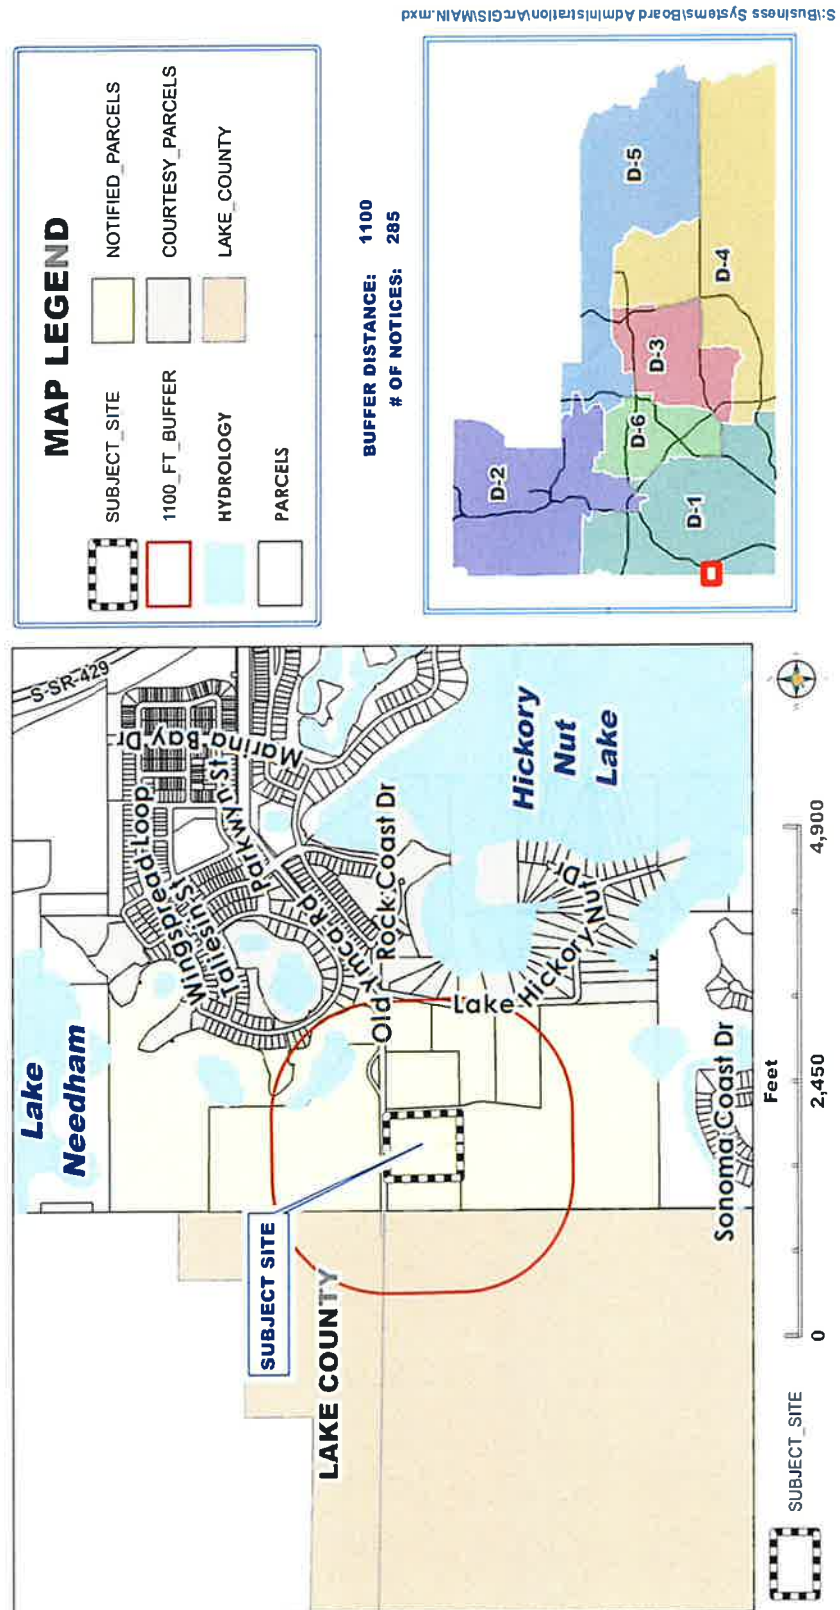 MAP LEGEND
SUBJECT_SITE
1100_FT_BUFFER
HYDROLOGY
PARCELS
NOTIFIED_PARCELS
COURTESY_PARCELS
LAKE_COUNTY
BUFFER DISTANCE: 1100
# OF NOTICES: 285
D-2
D-5
D-6
D-3
D-1
D-4
S-SR-429
Lake
Needham
Wingspread-Loop
Taliesin St
Parkwyn St
Marina Bay Dr
SUBJECT SITE
LAKE COUNTY
Old Ymca Rd
Rock Coast Dr
Hickory
Nut
Lake
Lake Hickory Nut Dr
Sonoma Coast Dr
Feet
0 2,450 4,900
SUBJECT_SITE
S:\Business Systems\Board Administration\ArcGIS\WAIVMAIN.mxd